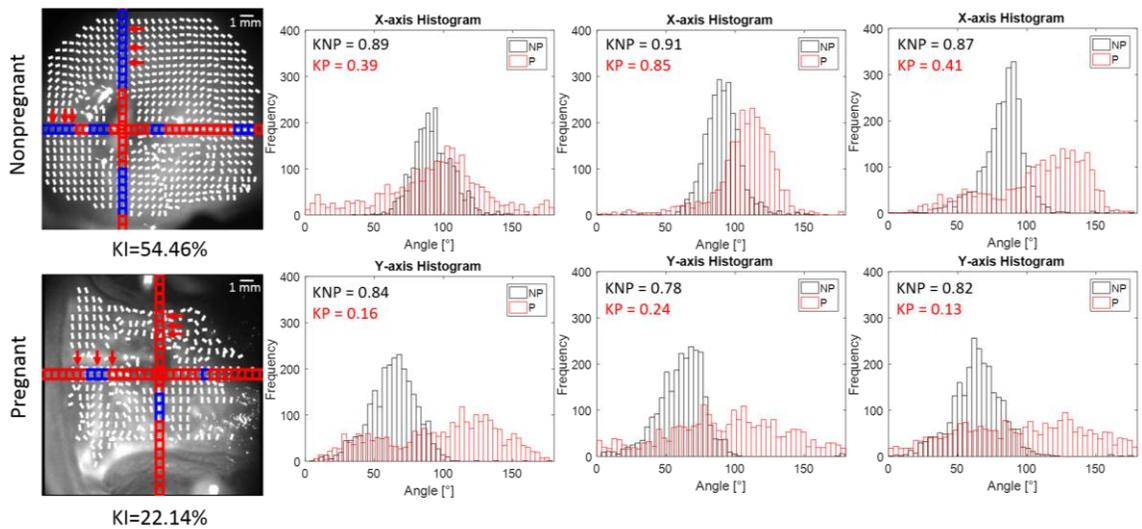 Nonpregnant
1 mm
KI=54.46%
X-axis Histogram
KNP = 0.89
KP = 0.39
NP
P
Frequency
400
300
200
100
0
0 50 100 150
Angle [°]
X-axis Histogram
KNP = 0.91
KP = 0.85
NP
P
Frequency
400
300
200
100
0
0 50 100 150
Angle [°]
X-axis Histogram
KNP = 0.87
KP = 0.41
NP
P
Frequency
400
300
200
100
0
0 50 100 150
Angle [°]
Pregnant
1 mm
KI=22.14%
Y-axis Histogram
KNP = 0.84
KP = 0.16
NP
P
Frequency
400
300
200
100
0
0 50 100 150
Angle [°]
Y-axis Histogram
KNP = 0.78
KP = 0.24
NP
P
Frequency
400
300
200
100
0
0 50 100 150
Angle [°]
Y-axis Histogram
KNP = 0.82
KP = 0.13
NP
P
Frequency
400
300
200
100
0
0 50 100 150
Angle [°]